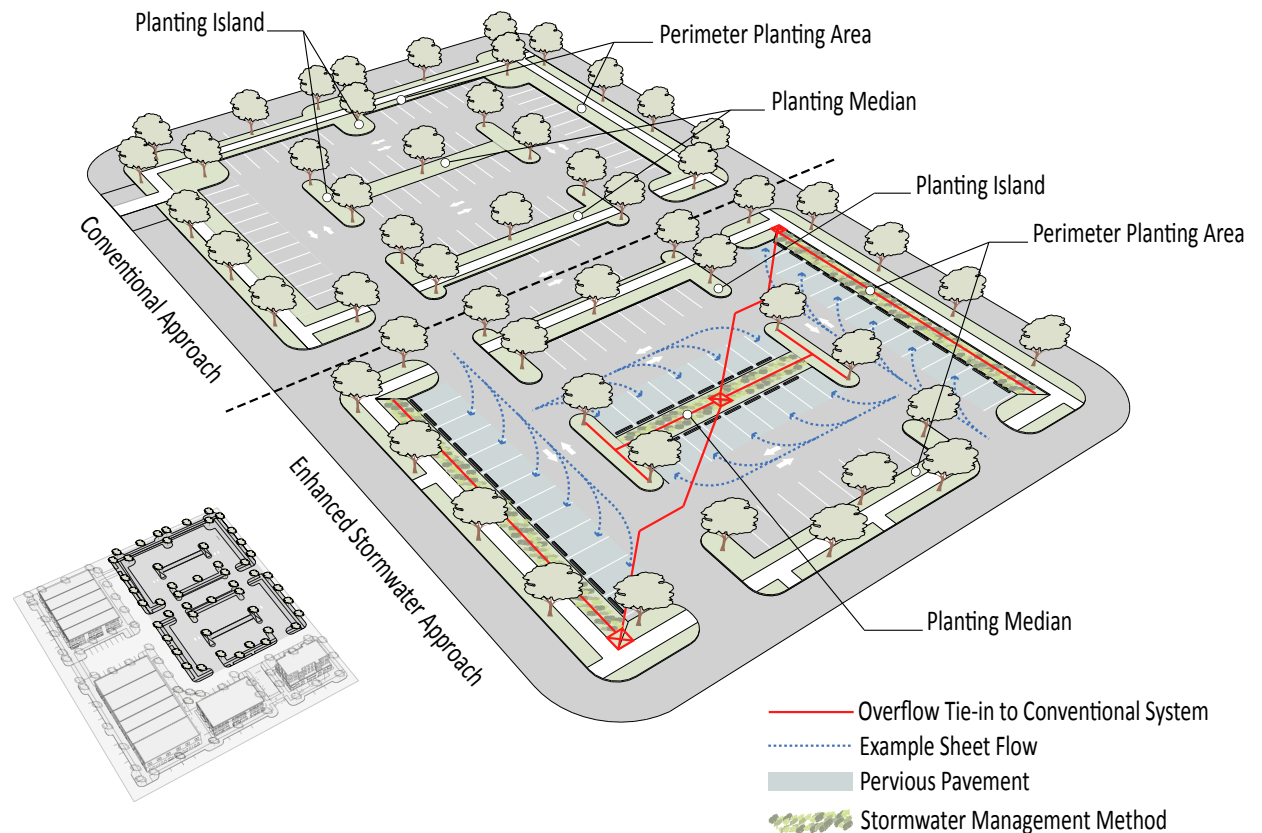 Planting Island
Perimeter Planting Area
Planting Median
Planting Island
Perimeter Planting Area
Conventional Approach
Enhanced Stormwater Approach
Planting Median
Overflow Tie-in to Conventional System
Example Sheet Flow
Pervious Pavement
Stormwater Management Method